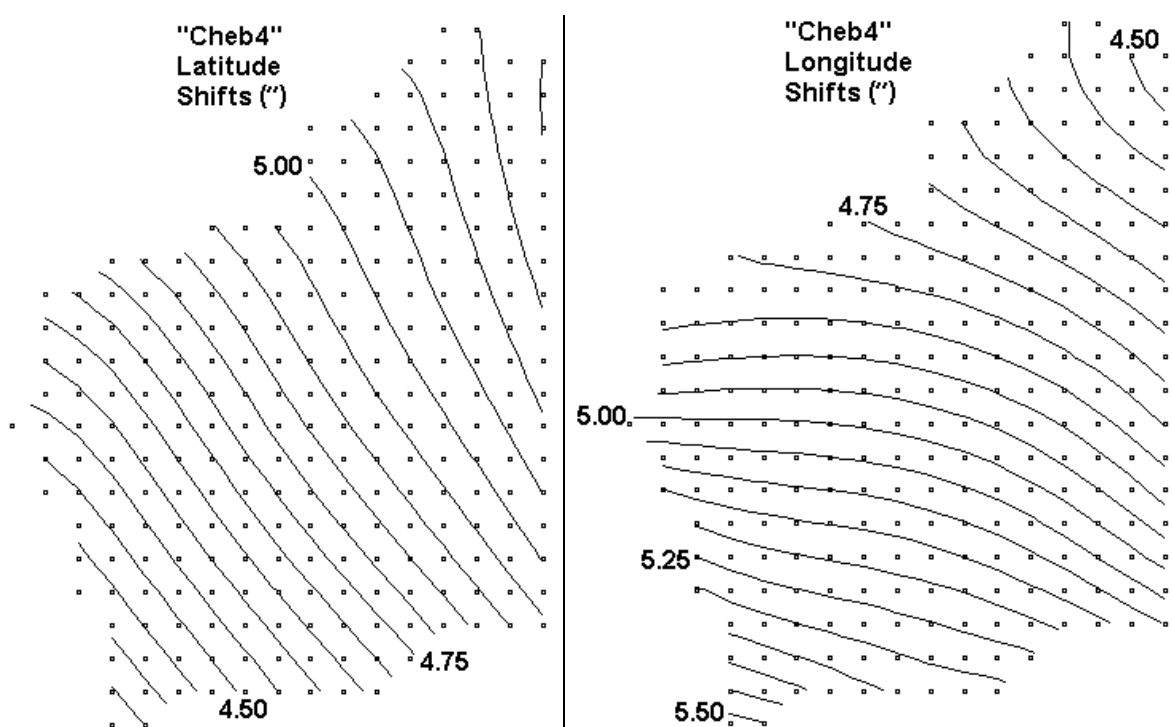 "Cheb4"
Latitude
Shifts (")
5.00
4.75
4.50
"Cheb4"
Longitude
Shifts (")
4.50
4.75
5.00
5.25
5.50